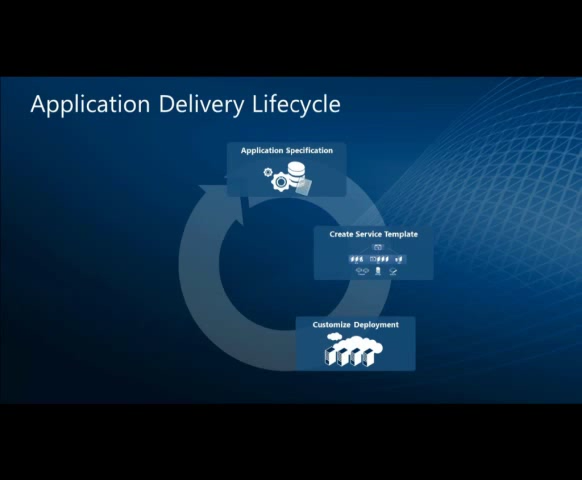 Application Delivery Lifecycle
Application Specification
Create Service Template
Customize Deployment